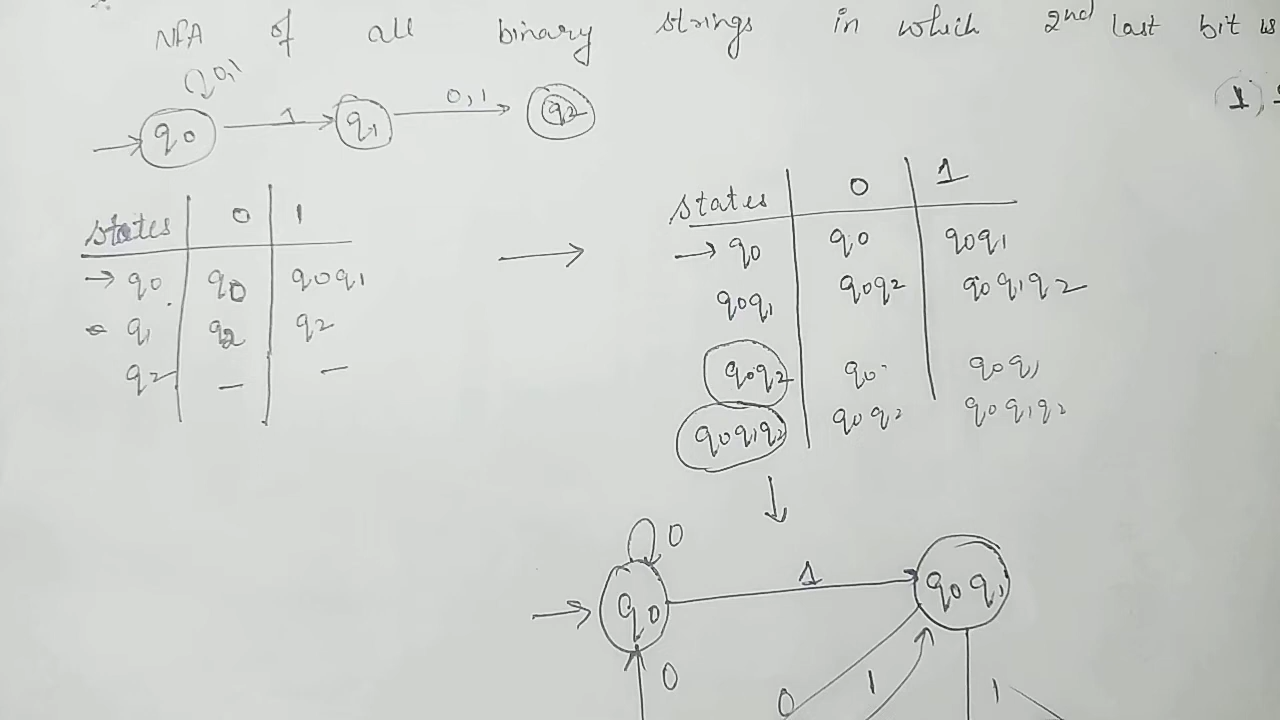 NFA of all binary strings in which 2nd last bit is
1,
0,1
q0 1 q1 0,1 q2
states 0 1
→ q0 q0 q0q1
q1 q2 q2
q2 – –
→
states 0 1
→ q0 q0 q0q1
q0q1 q0q2 q0q1q2
q0q2 q0 q0q1
q0q1q2 q0q2 q0q1q2
0
q0 1 q0q1
0 0 1 1